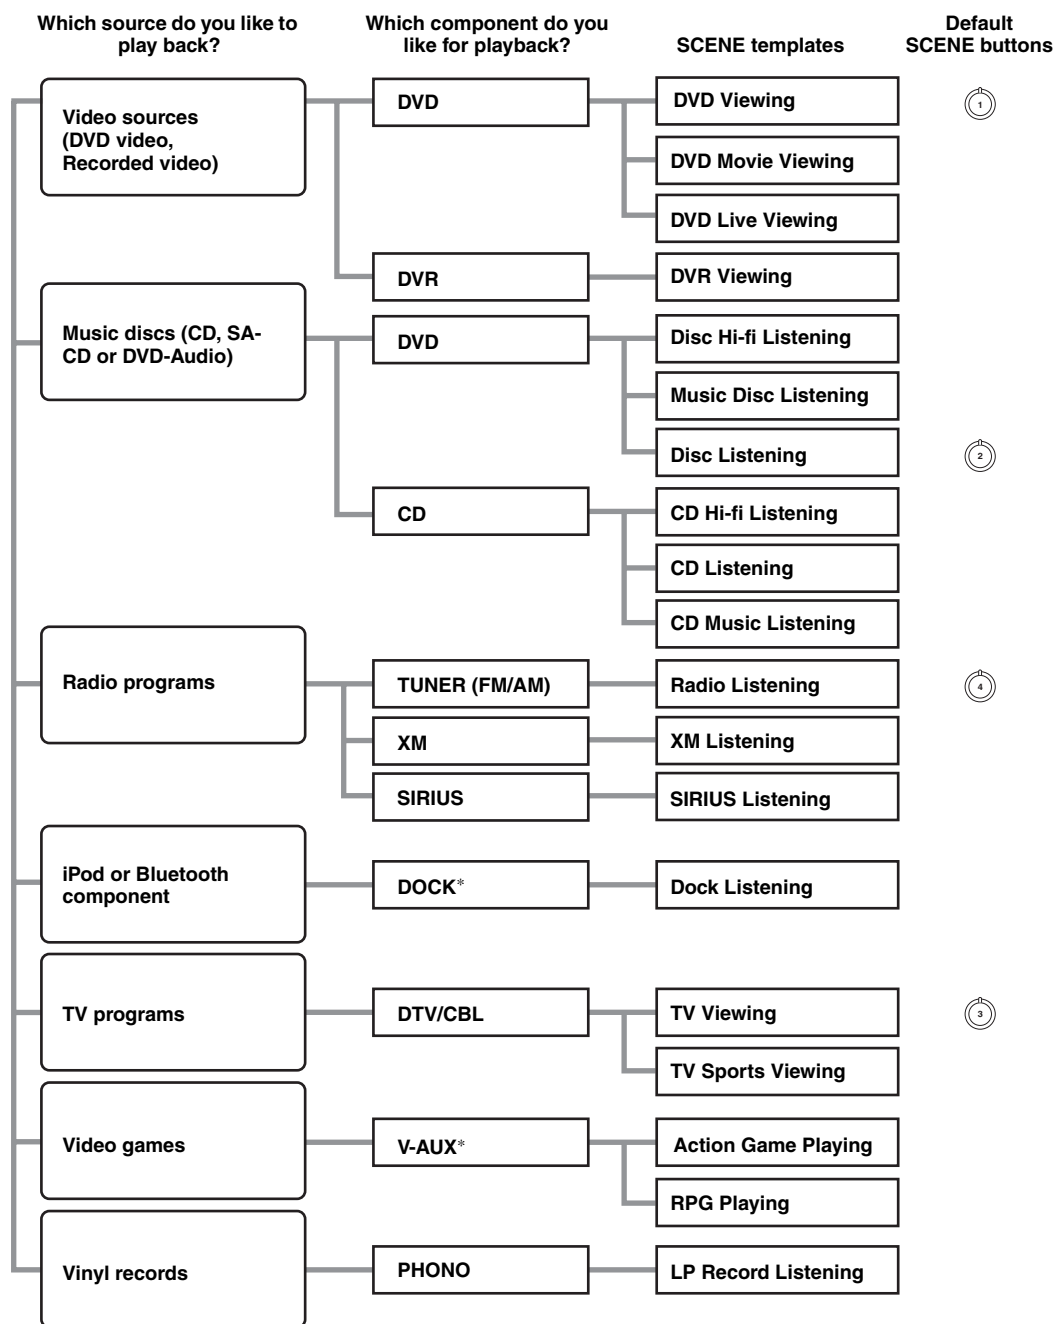 Which source do you like to
play back?
Which component do you
like for playback?
SCENE templates
Default
SCENE buttons
Video sources
(DVD video,
Recorded video)
DVD
DVD Viewing
1
DVD Movie Viewing
DVD Live Viewing
DVR
DVR Viewing
Music discs (CD, SA-
CD or DVD-Audio)
DVD
Disc Hi-fi Listening
Music Disc Listening
Disc Listening
2
CD
CD Hi-fi Listening
CD Listening
CD Music Listening
Radio programs
TUNER (FM/AM)
Radio Listening
4
XM
XM Listening
SIRIUS
SIRIUS Listening
iPod or Bluetooth
component
DOCK*
Dock Listening
TV programs
DTV/CBL
TV Viewing
3
TV Sports Viewing
Video games
V-AUX*
Action Game Playing
RPG Playing
Vinyl records
PHONO
LP Record Listening